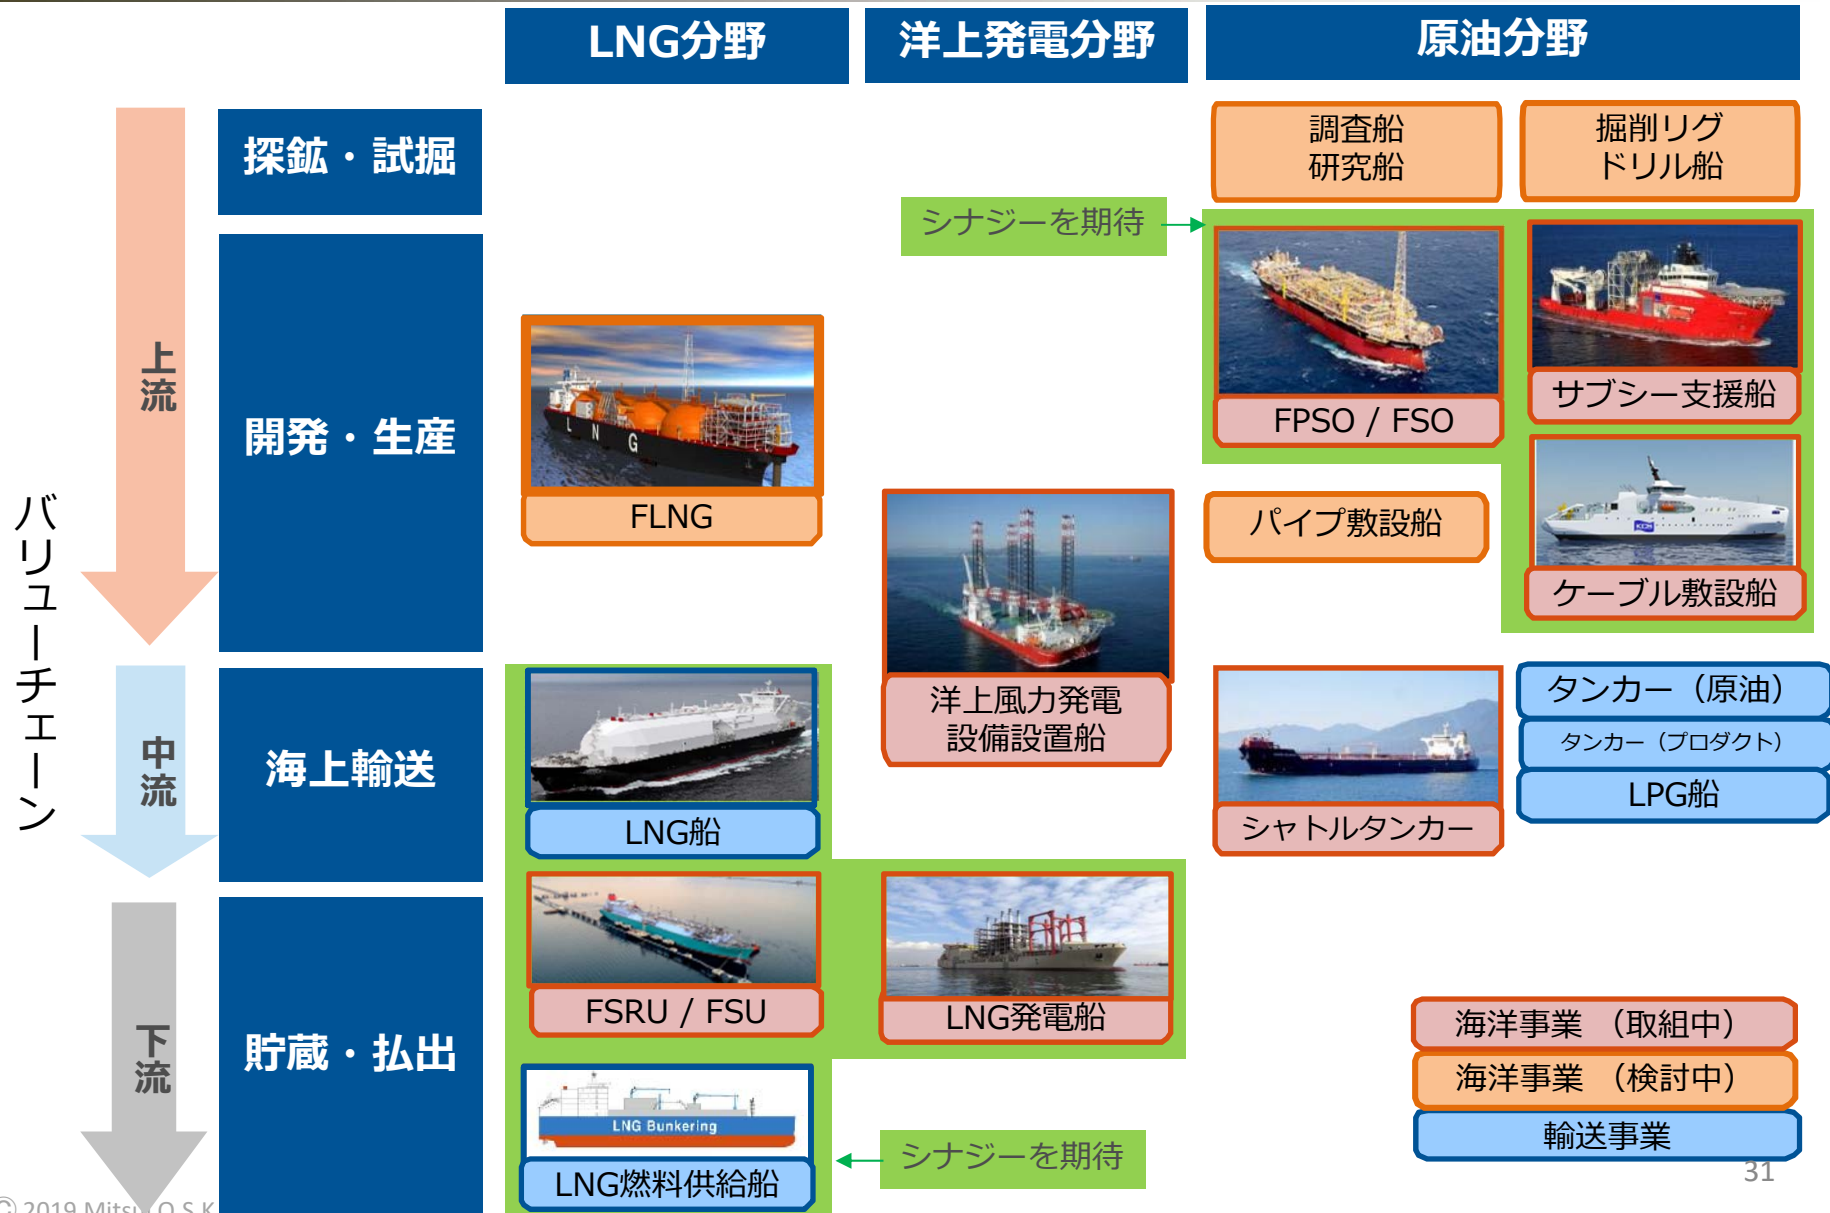 LNG分野
洋上発電分野
原油分野
バリューチェーン
上流
探鉱・試掘
調査船
研究船
掘削リグ
ドリル船
シナジーを期待
開発・生産
FPSO / FSO
サブシー支援船
L N G
FLNG
パイプ敷設船
ケーブル敷設船
洋上風力発電
設備設置船
中流
海上輸送
LNG船
シャトルタンカー
タンカー（原油）
タンカー（プロダクト）
LPG船
下流
貯蔵・払出
FSRU / FSU
LNG発電船
LNG Bunkering
LNG燃料供給船
シナジーを期待
海洋事業 （取組中）
海洋事業 （検討中）
輸送事業
31
© 2019 Mitsui O.S.K